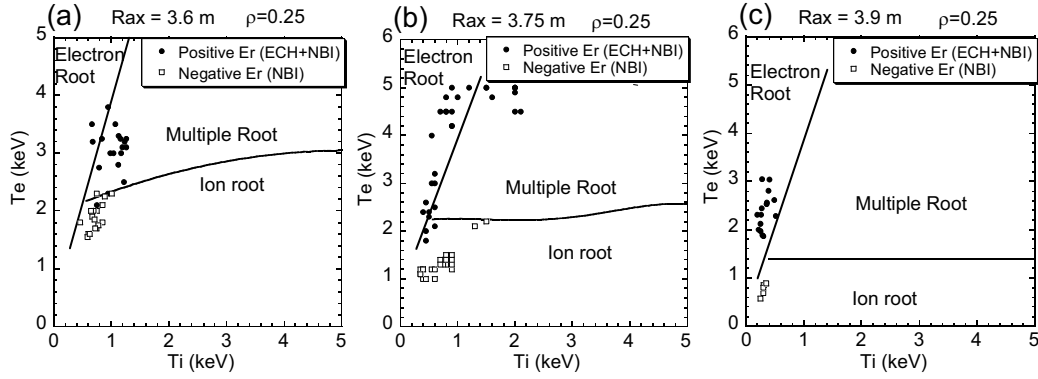 (a) Rax = 3.6 m ρ=0.25
Positive Er (ECH+NBI)
Negative Er (NBI)
Electron
Root
Multiple Root
Ion root
Te (keV)
5
4
3
2
1
0
0 1 2 3 4 5
Ti (keV)
(b) Rax = 3.75 m ρ=0.25
Positive Er (ECH+NBI)
Negative Er (NBI)
Electron
Root
Multiple Root
Ion root
Te (keV)
6
5
4
3
2
1
0
0 1 2 3 4 5
Ti (keV)
(c) Rax = 3.9 m ρ=0.25
Positive Er (ECH+NBI)
Negative Er (NBI)
Electron
Root
Multiple Root
Ion root
Te (keV)
6
5
4
3
2
1
0
0 1 2 3 4 5
Ti (keV)